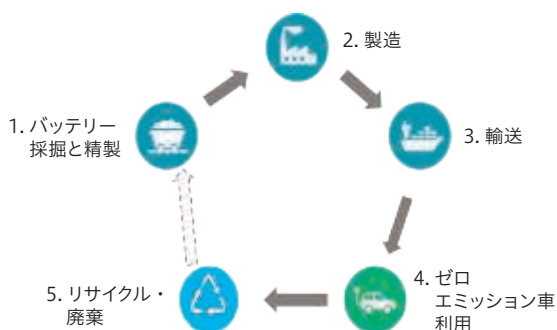 1. バッテリー
採掘と精製
2. 製造
3. 輸送
4. ゼロ
エミッション車
利用
5. リサイクル・
廃棄